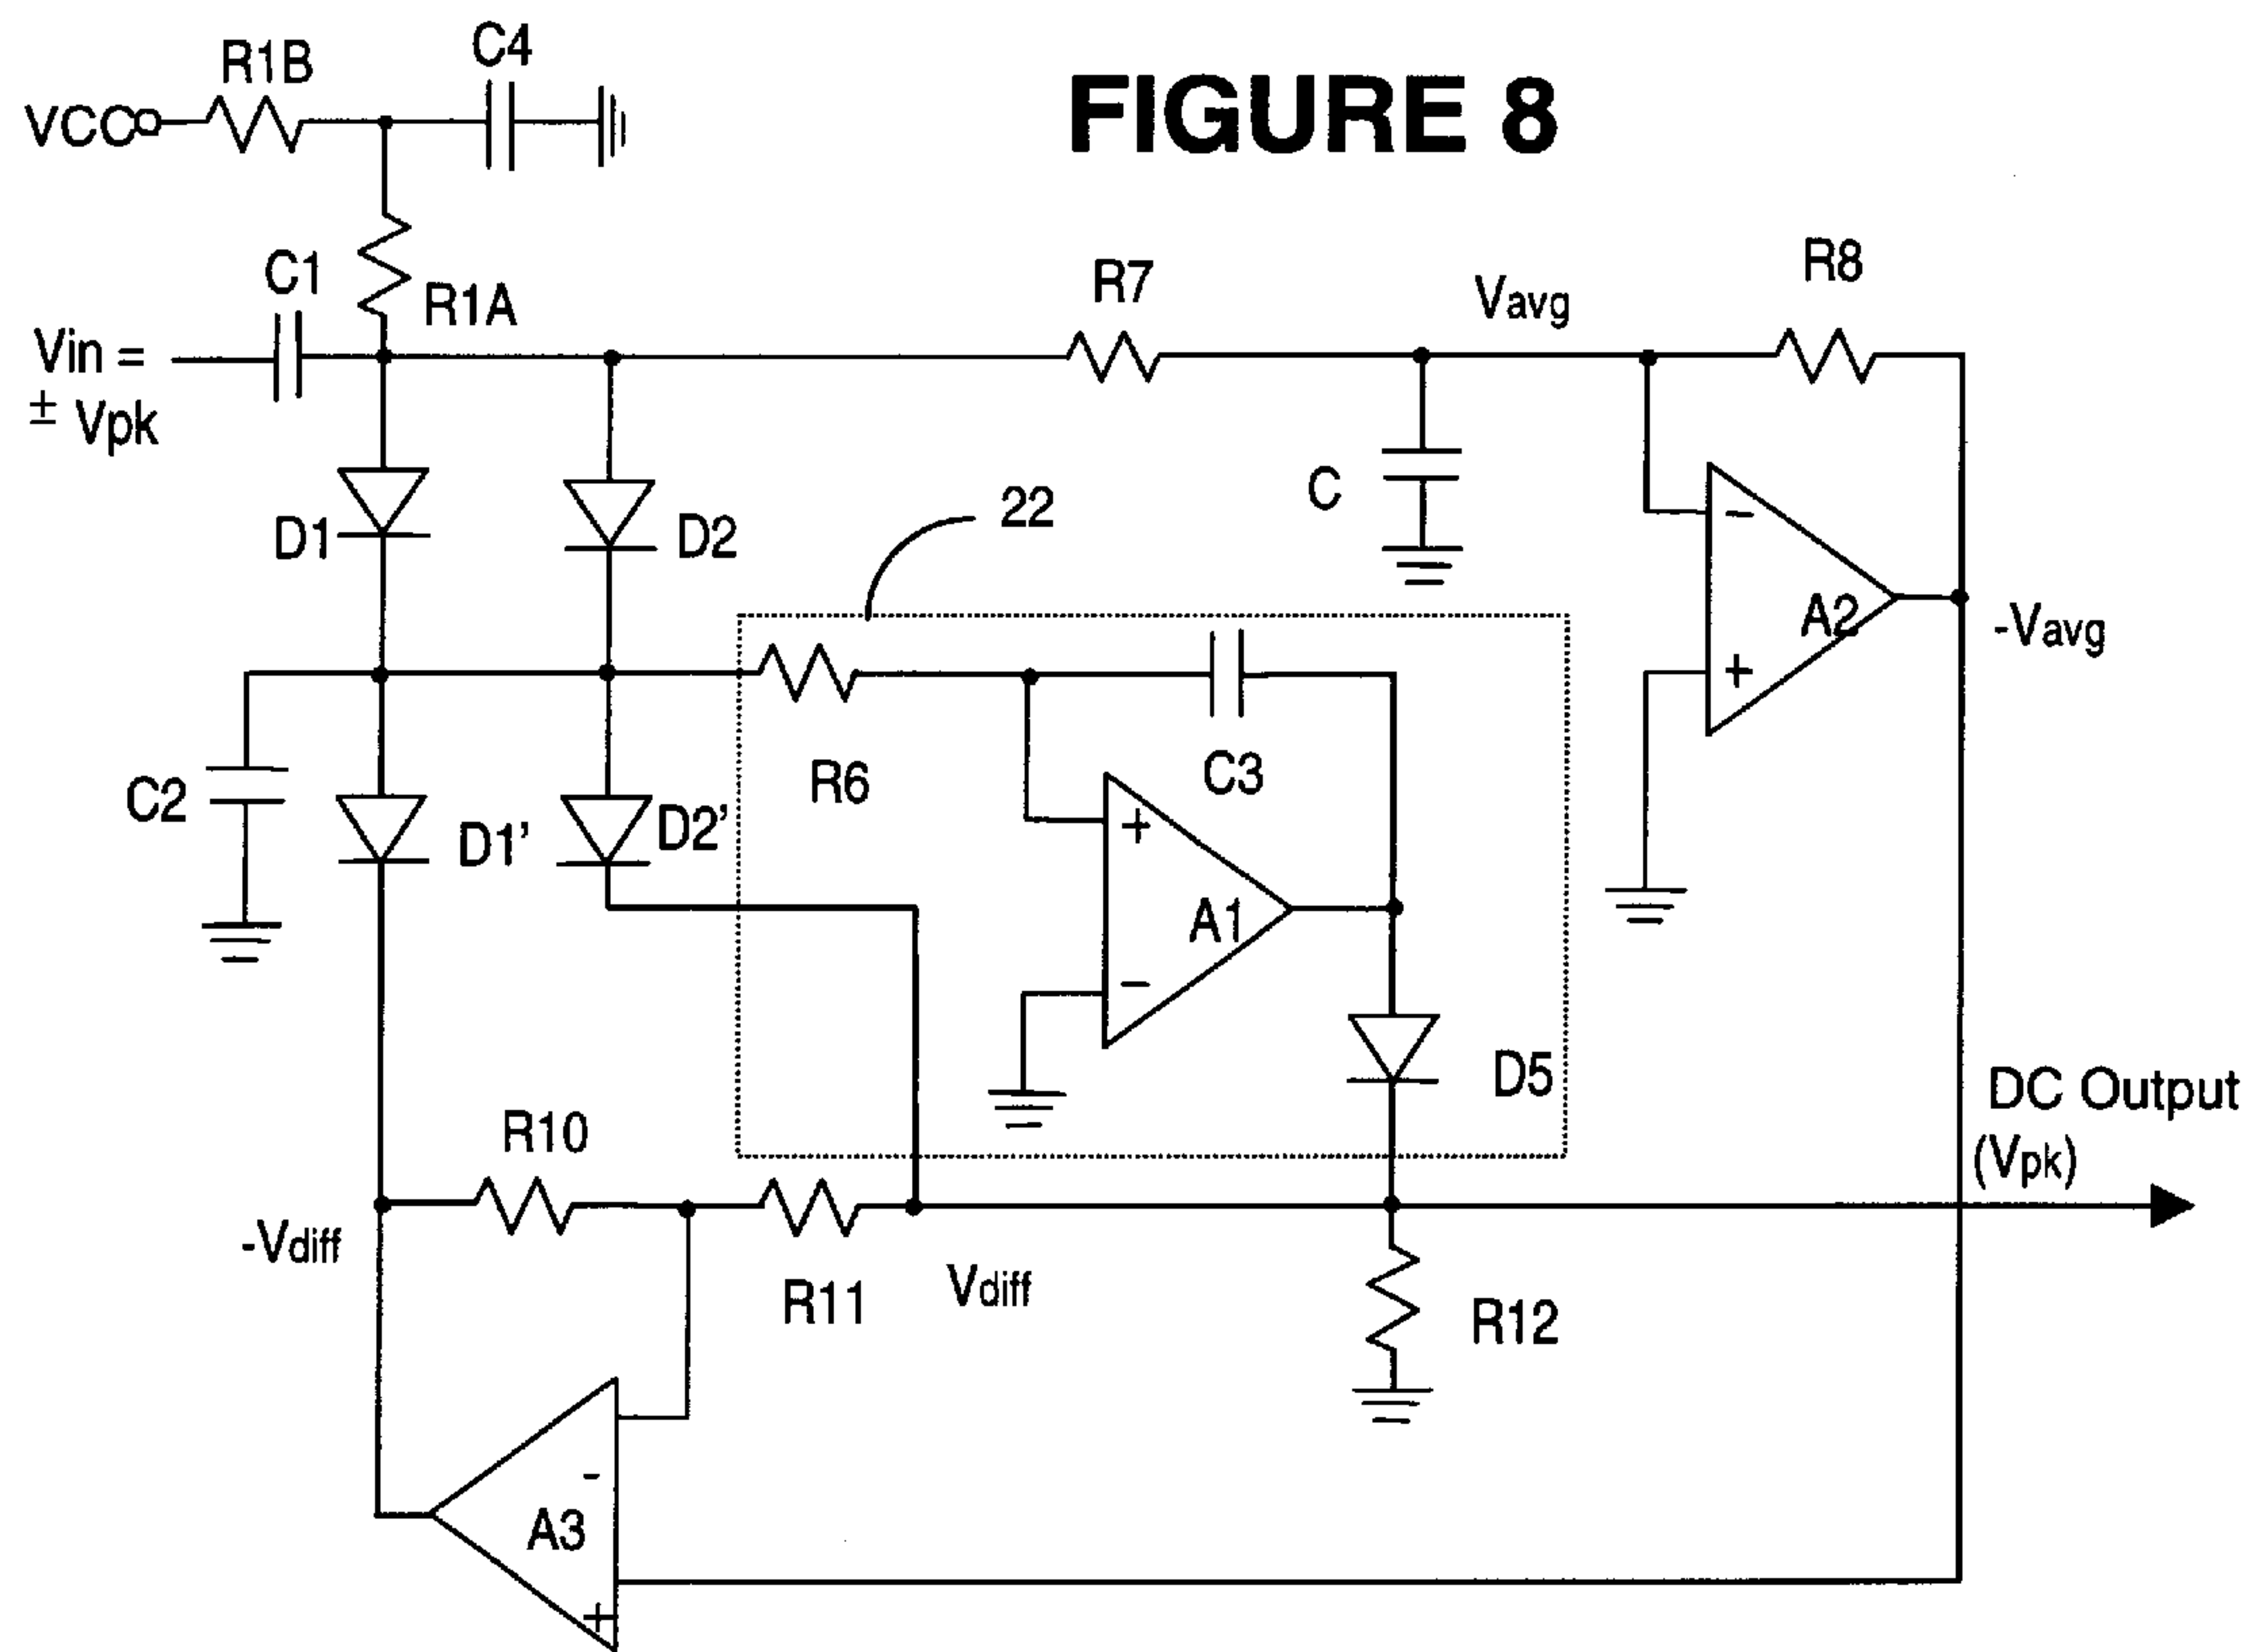 FIGURE 8
R1B
C4
VCC
C1
R1A
Vin =
± Vpk
R7
Vavg
R8
D1
D2
22
C
-
A2
+
-Vavg
C2
D1’
D2’
R6
C3
+
A1
−
D5
DC Output
(Vpk)
R10
-Vdiff
R11
Vdiff
R12
-
A3
+